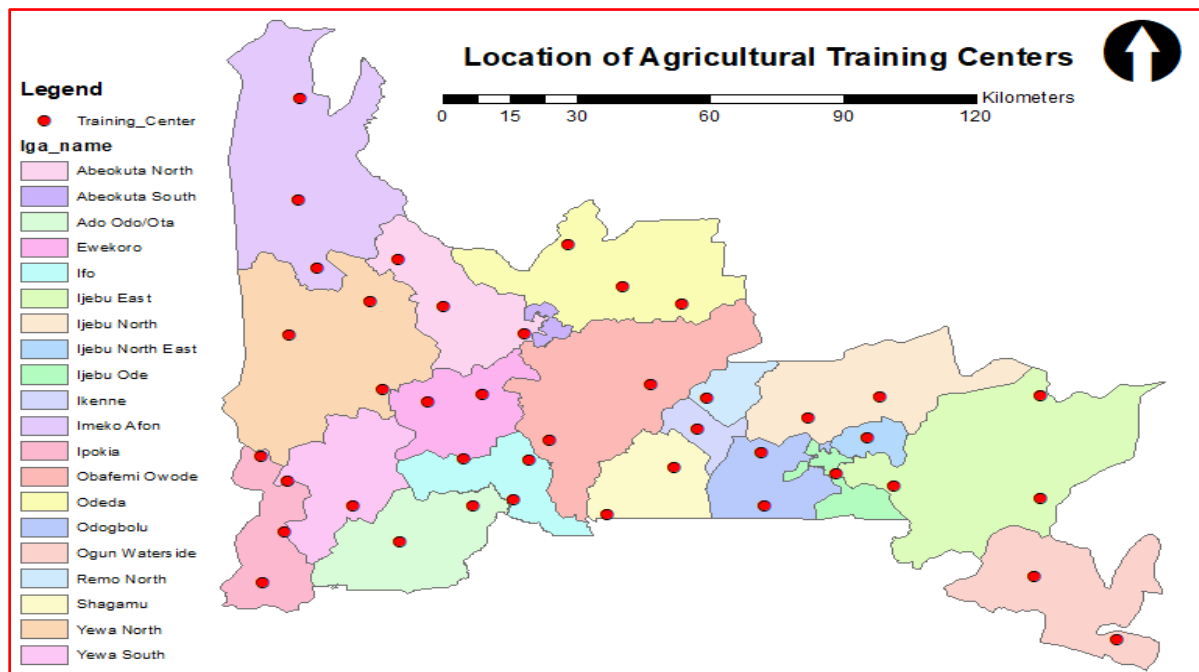 Location of Agricultural Training Centers
Kilometers
0 15 30 60 90 120
Legend
Training_Center
lga_name
Abeokuta North
Abeokuta South
Ado Odo/Ota
Ewekoro
Ifo
Ijebu East
Ijebu North
Ijebu North East
Ijebu Ode
Ikenne
Imeko Afon
Ipokia
Obafemi Owode
Odeda
Odogbolu
Ogun Waterside
Remo North
Shagamu
Yewa North
Yewa South